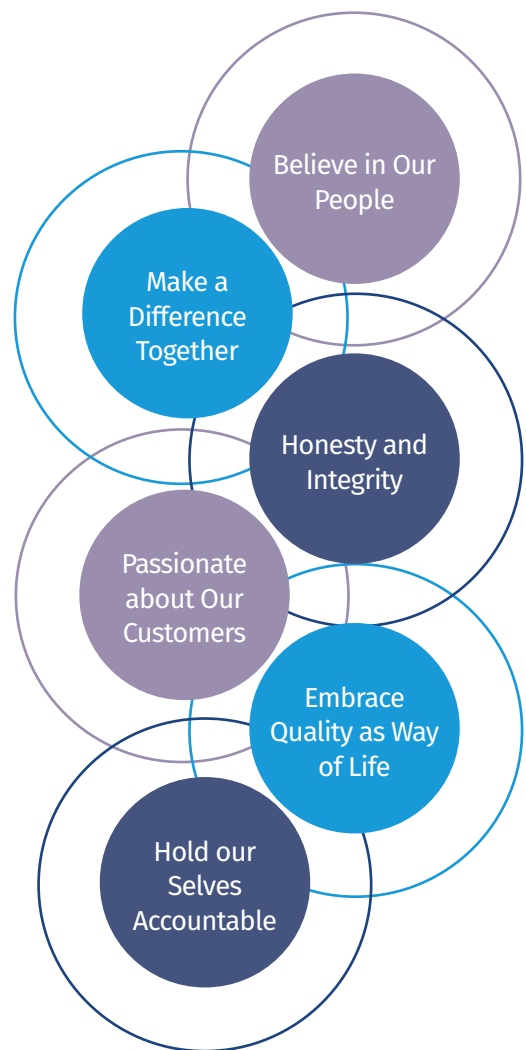 Believe in Our
People
Make a
Difference
Together
Honesty and
Integrity
Passionate
about Our
Customers
Embrace
Quality as Way
of Life
Hold our
Selves
Accountable